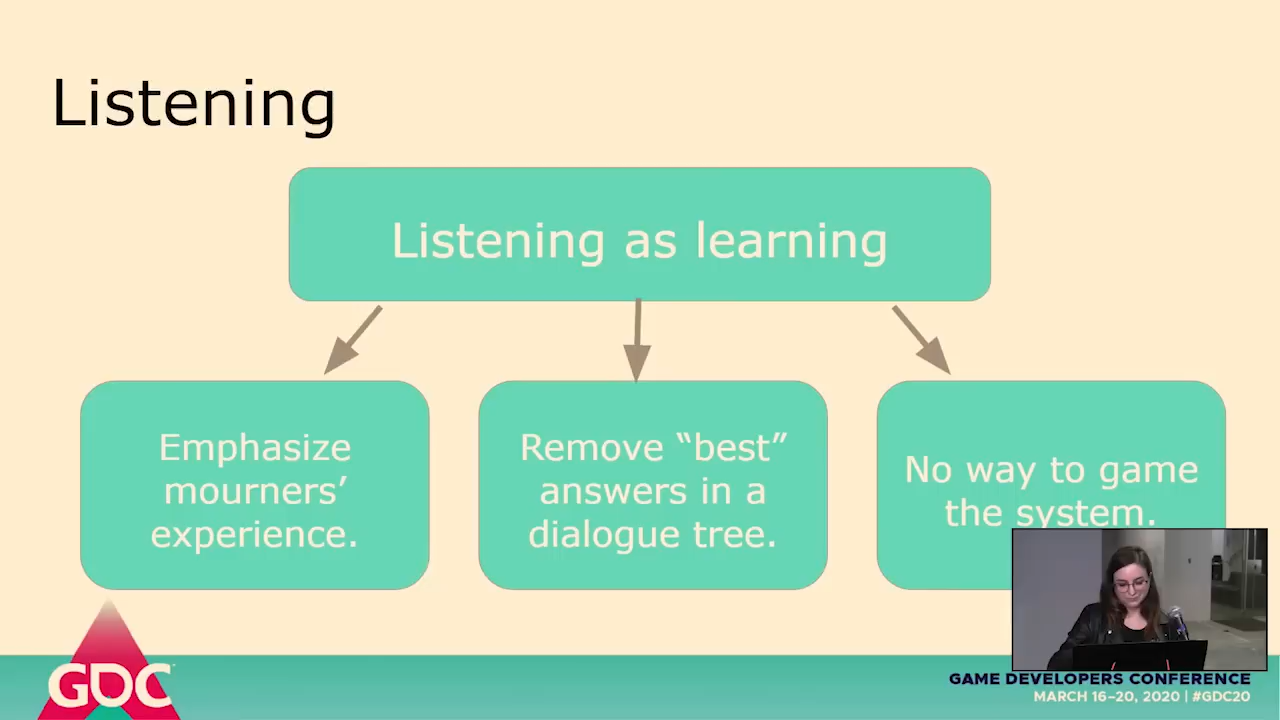 Listening
Listening as learning
Emphasize
mourners’
experience.
Remove “best”
answers in a
dialogue tree.
No way to game
the system.
GDC
GAME DEVELOPERS CONFERENCE
MARCH 16–20, 2020 | #GDC20